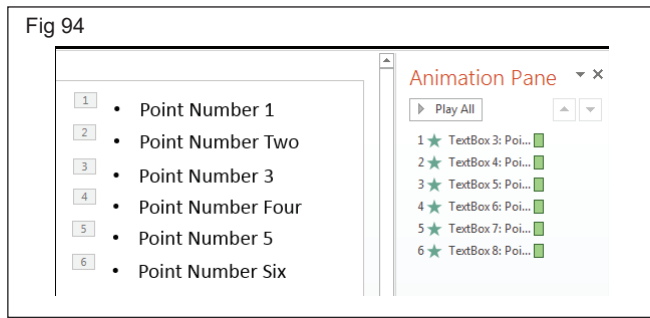 Fig 94
1 • Point Number 1
2 • Point Number Two
3 • Point Number 3
4 • Point Number Four
5 • Point Number 5
6 • Point Number Six
Animation Pane
Play All
1 ★ TextBox 3: Poi...
2 ★ TextBox 4: Poi...
3 ★ TextBox 5: Poi...
4 ★ TextBox 6: Poi...
5 ★ TextBox 7: Poi...
6 ★ TextBox 8: Poi...